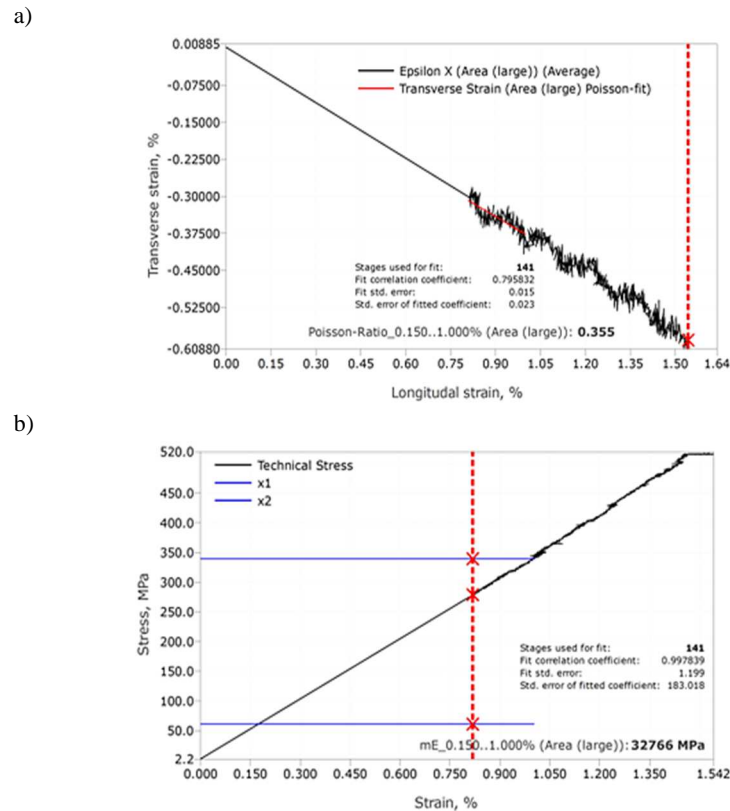 a)
0.00885
-0.07500
-0.15000
-0.22500
-0.30000
-0.37500
-0.45000
-0.52500
-0.60880
Transverse strain, %
Epsilon X (Area (large)) (Average)
Transverse Strain (Area (large) Poisson-fit)
Stages used for fit: 141
Fit correlation coefficient: 0.795832
Fit std. error: 0.015
Std. error of fitted coefficient: 0.023
Poisson-Ratio_0.150..1.000% (Area (large)): 0.355
0.00 0.15 0.30 0.45 0.60 0.75 0.90 1.05 1.20 1.35 1.50 1.64
Longitudal strain, %
b)
520.0
450.0
350.0
300.0
250.0
200.0
150.0
100.0
50.0
2.2
Stress, MPa
Technical Stress
x1
x2
Stages used for fit: 141
Fit correlation coefficient: 0.997839
Fit std. error: 1.199
Std. error of fitted coefficient: 183.018
mE_0.150..1.000% (Area (large)): 32766 MPa
0.000 0.150 0.300 0.450 0.600 0.750 0.900 1.050 1.200 1.350 1.542
Strain, %